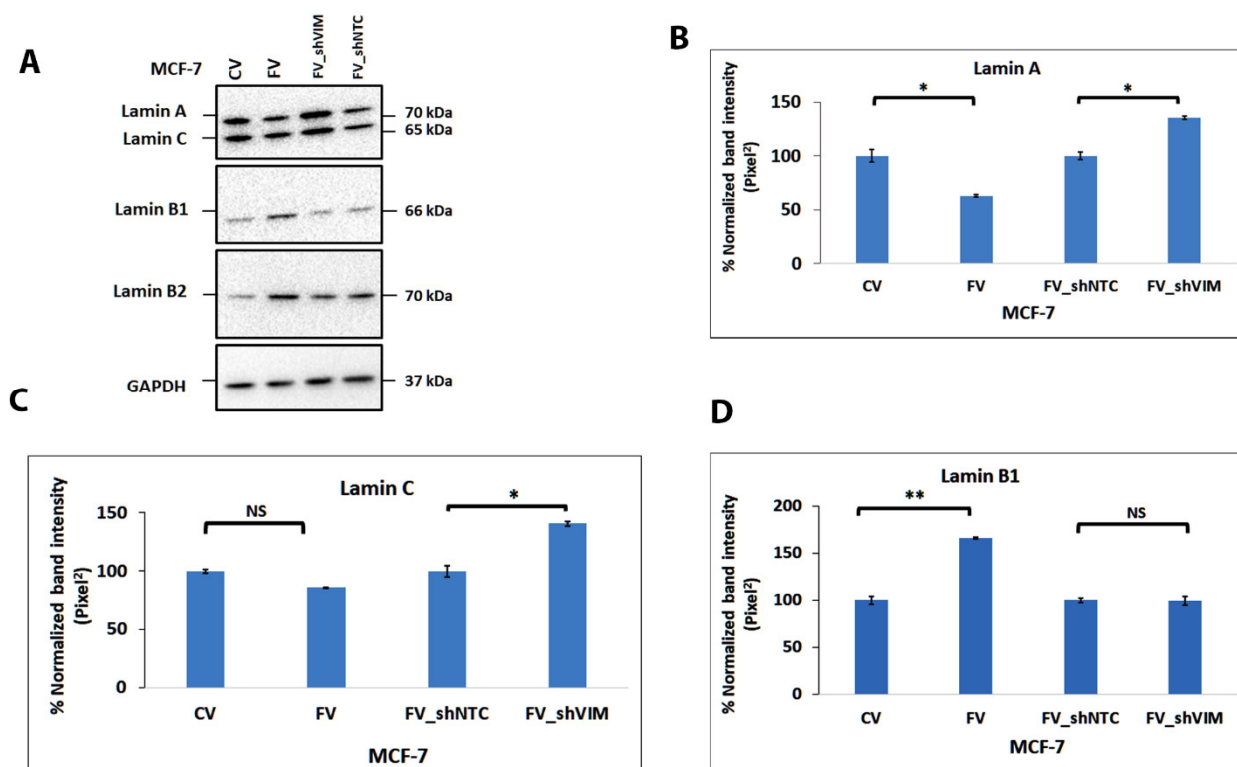 A
MCF-7
CV
FV
FV_shVIM
FV_shNTC
Lamin A
70 kDa
Lamin C
65 kDa
Lamin B1
66 kDa
Lamin B2
70 kDa
GAPDH
37 kDa
B
Lamin A
% Normalized band intensity
(Pixel²)
150
100
50
0
*
*
CV
FV
FV_shNTC
FV_shVIM
MCF-7
C
Lamin C
% Normalized band intensity
(Pixel²)
150
100
50
0
NS
*
CV
FV
FV_shNTC
FV_shVIM
MCF-7
D
Lamin B1
% Normalized band intensity
(Pixel²)
200
150
100
50
0
**
NS
CV
FV
FV_shNTC
FV_shVIM
MCF-7